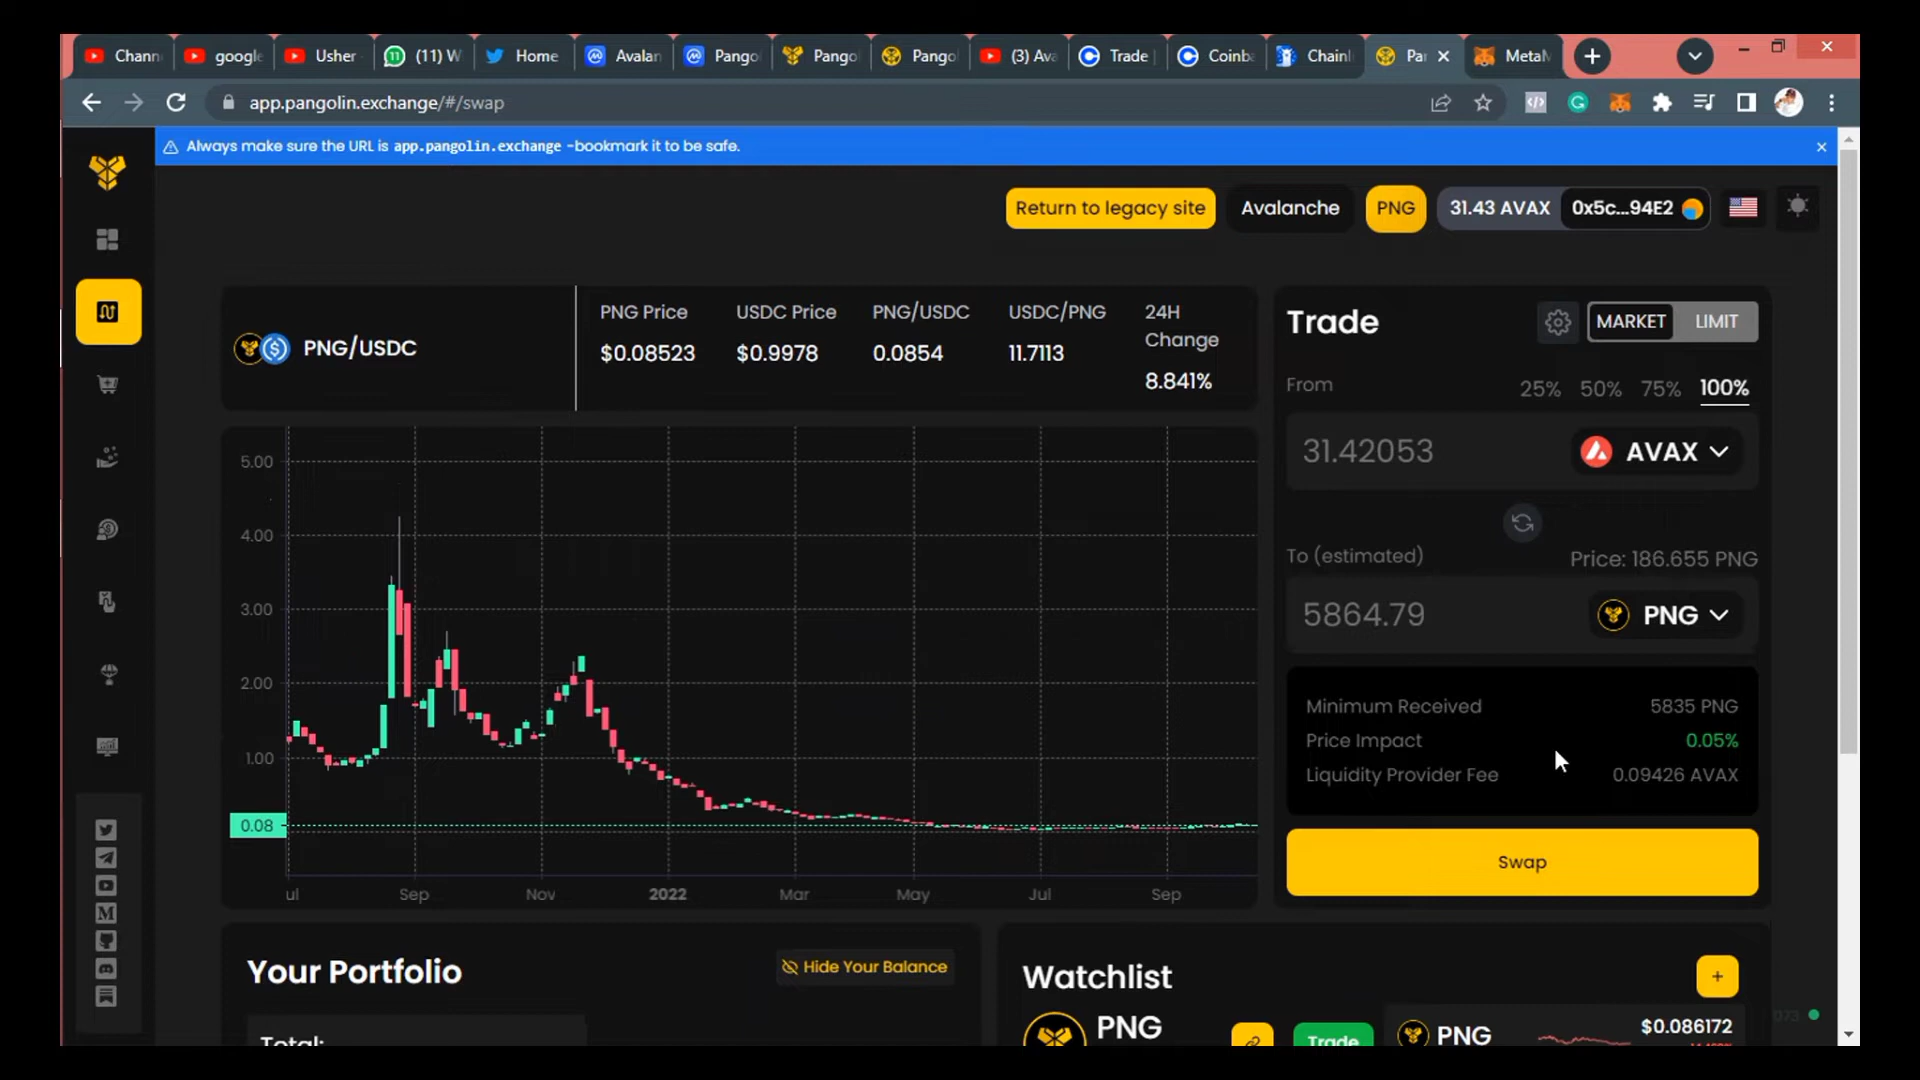 Chann
google
Usher
(11) W
Home
Avalan
Pango
Pango
Pango
(3) Ava
Trade
Coinba
Chainl
Pa
MetaM
app.pangolin.exchange/#/swap
Always make sure the URL is app.pangolin.exchange -bookmark it to be safe.
Return to legacy site
Avalanche
PNG
31.43 AVAX
0x5c...94E2
PNG/USDC
PNG Price
$0.08523
USDC Price
$0.9978
PNG/USDC
0.0854
USDC/PNG
11.7113
24H
Change
8.841%
5.00
4.00
3.00
2.00
1.00
0.08
ul
Sep
Nov
2022
Mar
May
Jul
Sep
Trade
MARKET
LIMIT
From
25%
50%
75%
100%
31.42053
AVAX
To (estimated)
Price: 186.655 PNG
5864.79
PNG
Minimum Received
5835 PNG
Price Impact
0.05%
Liquidity Provider Fee
0.09426 AVAX
Swap
Your Portfolio
Hide Your Balance
Total:
Watchlist
+
PNG
Trade
PNG
$0.086172